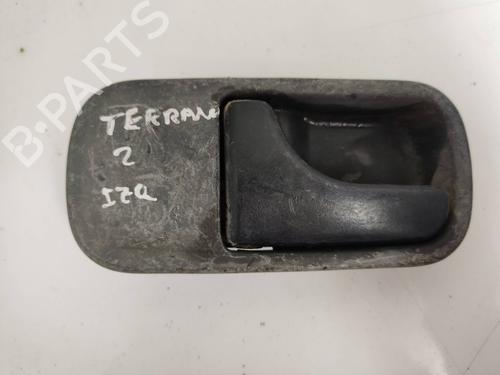 B-PARTS
TERRANO
2
IZQ